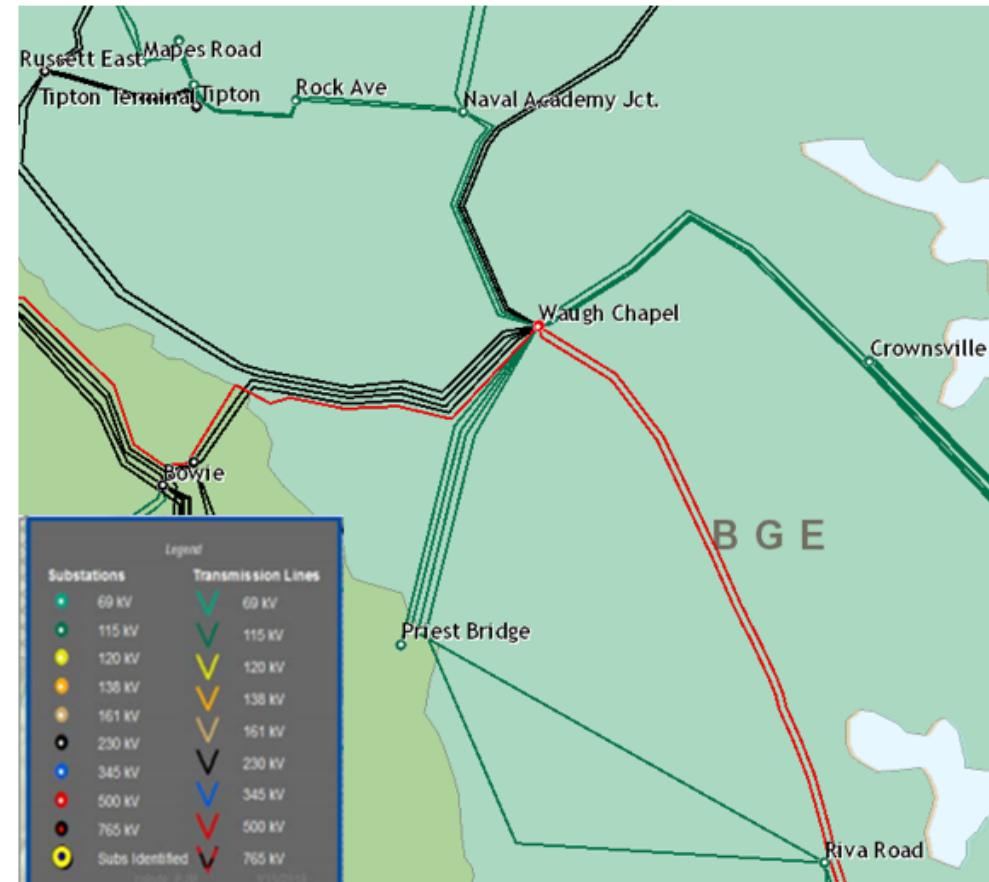 Mapes Road
Russett East
Tipton Terminal
Tipton
Rock Ave
Naval Academy Jct.
Waugh Chapel
Crownsville
Bowie
BGE
Priest Bridge
Riva Road
Legend
Substations
Transmission Lines
69 kV
69 kV
115 kV
115 kV
120 kV
120 kV
138 kV
138 kV
161 kV
161 kV
230 kV
230 kV
345 kV
345 kV
500 kV
500 kV
765 kV
765 kV
Subs Identified